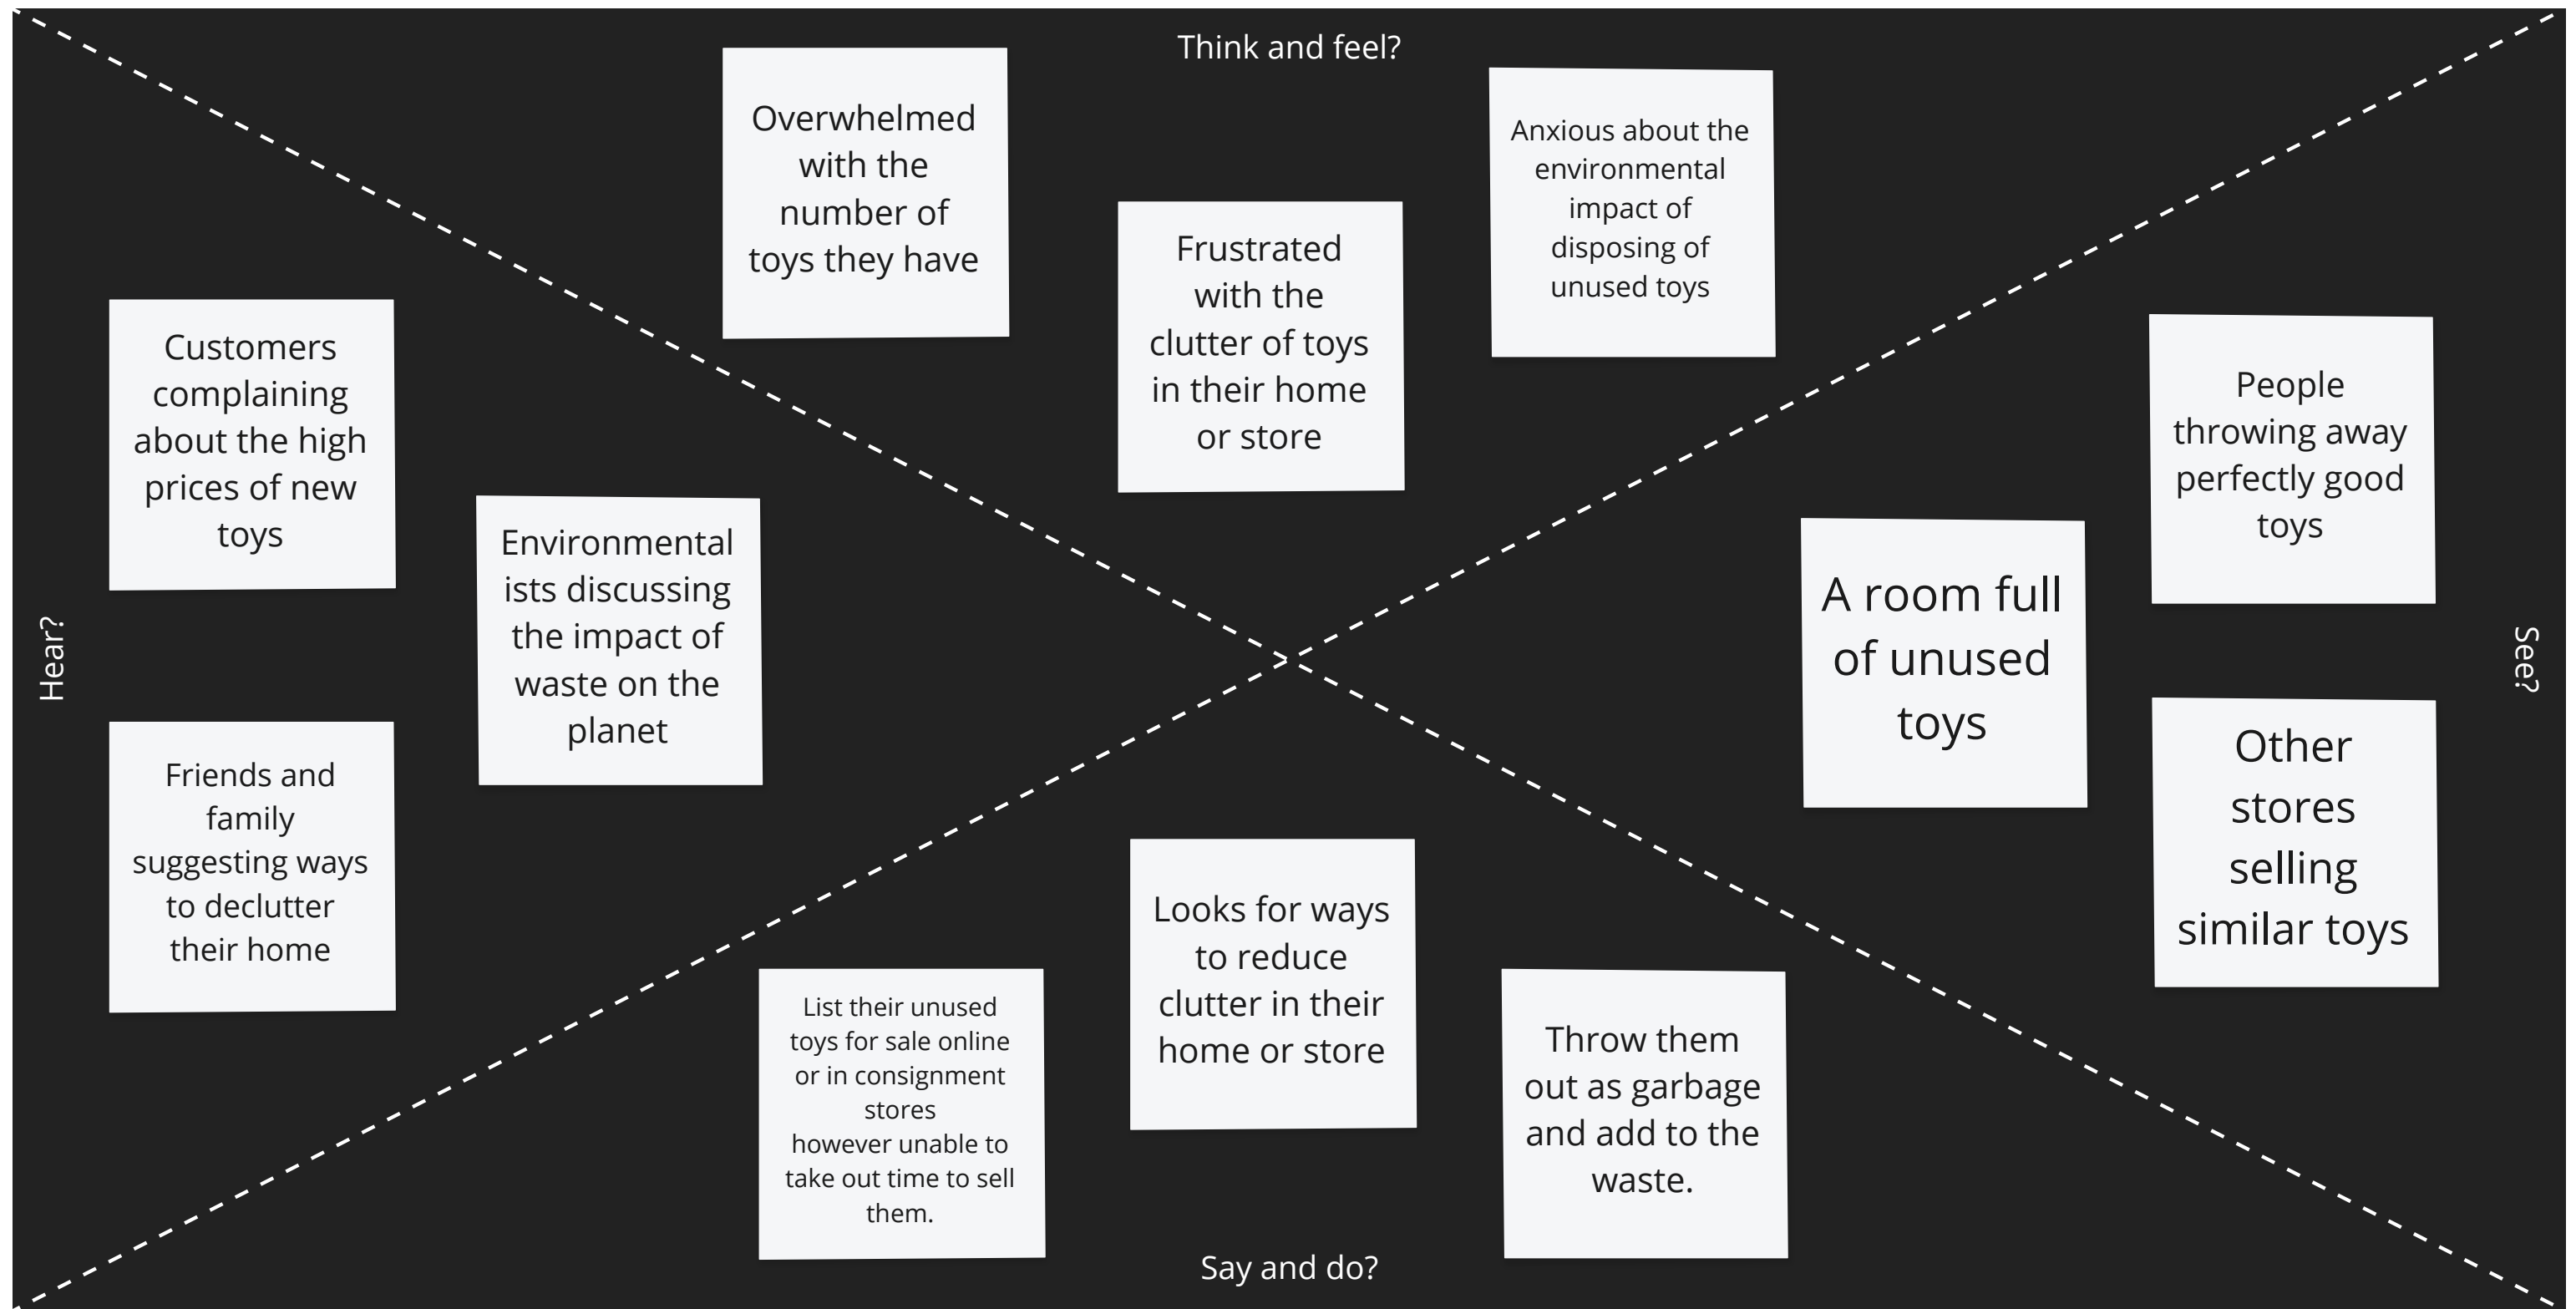 Think and feel?
Overwhelmed
with the
number of
toys they have
Frustrated
with the
clutter of toys
in their home
or store
Anxious about the
environmental
impact of
disposing of
unused toys
Hear?
Customers
complaining
about the high
prices of new
toys
Environmental
ists discussing
the impact of
waste on the
planet
Friends and
family
suggesting ways
to declutter
their home
See?
People
throwing away
perfectly good
toys
A room full
of unused
toys
Other
stores
selling
similar toys
List their unused
toys for sale online
or in consignment
stores
however unable to
take out time to sell
them.
Looks for ways
to reduce
clutter in their
home or store
Throw them
out as garbage
and add to the
waste.
Say and do?